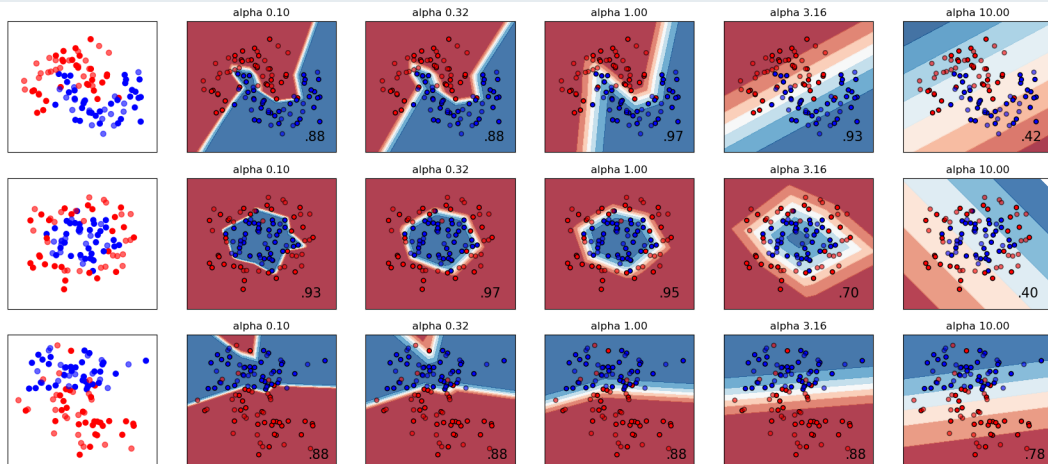 alpha 0.10
alpha 0.32
alpha 1.00
alpha 3.16
alpha 10.00
.88
.88
.97
.93
.42
alpha 0.10
alpha 0.32
alpha 1.00
alpha 3.16
alpha 10.00
.93
.97
.95
.70
.40
alpha 0.10
alpha 0.32
alpha 1.00
alpha 3.16
alpha 10.00
.88
.88
.88
.88
.78